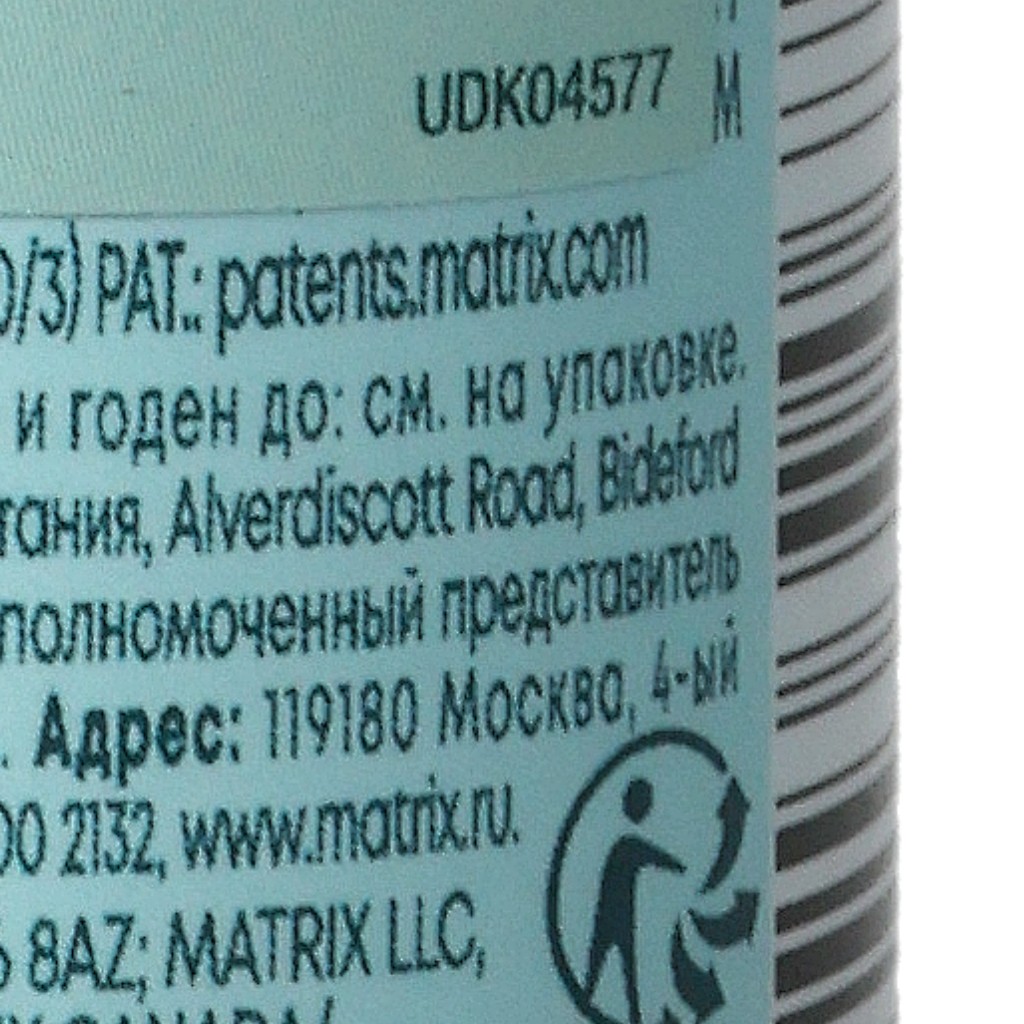 UDK04577
M
0/3) PAT.: patents.matrix.com
и годен до: см. на упаковке.
тания, Alverdiscott Road, Bideford
полномоченный представитель
. Адрес: 119180 Москва, 4-ый
00 2132, www.matrix.ru.
8AZ; MATRIX LLC,